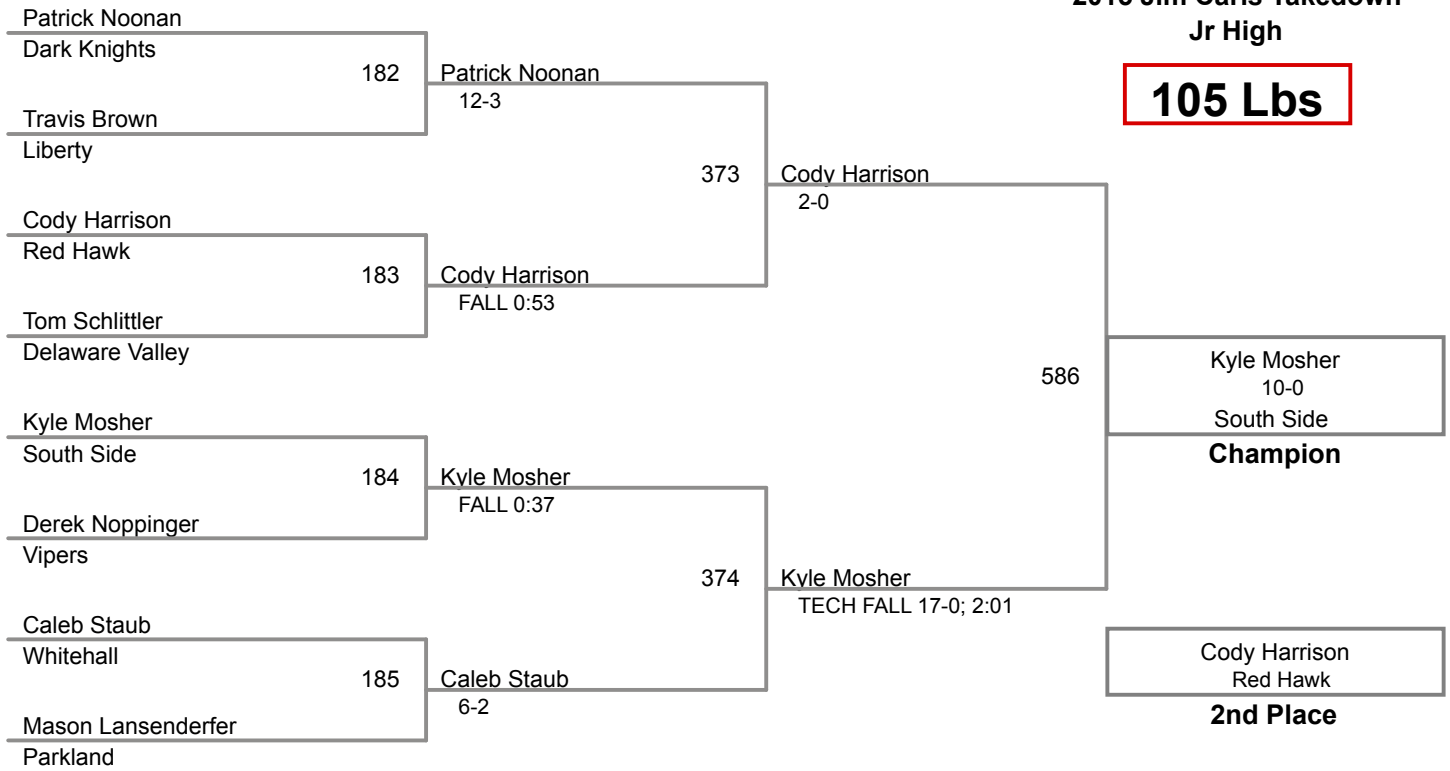 2013 Jim Caris Takedown
Jr High
105 Lbs
Patrick Noonan
Dark Knights
182
Travis Brown
Liberty
Patrick Noonan
12-3
Cody Harrison
Red Hawk
183
Tom Schlittler
Delaware Valley
Cody Harrison
FALL 0:53
373
Cody Harrison
2-0
Kyle Mosher
South Side
184
Derek Noppinger
Vipers
Kyle Mosher
FALL 0:37
Caleb Staub
Whitehall
185
Mason Lansenderfer
Parkland
Caleb Staub
6-2
374
Kyle Mosher
TECH FALL 17-0; 2:01
586
Kyle Mosher
10-0
South Side
Champion
Cody Harrison
Red Hawk
2nd Place